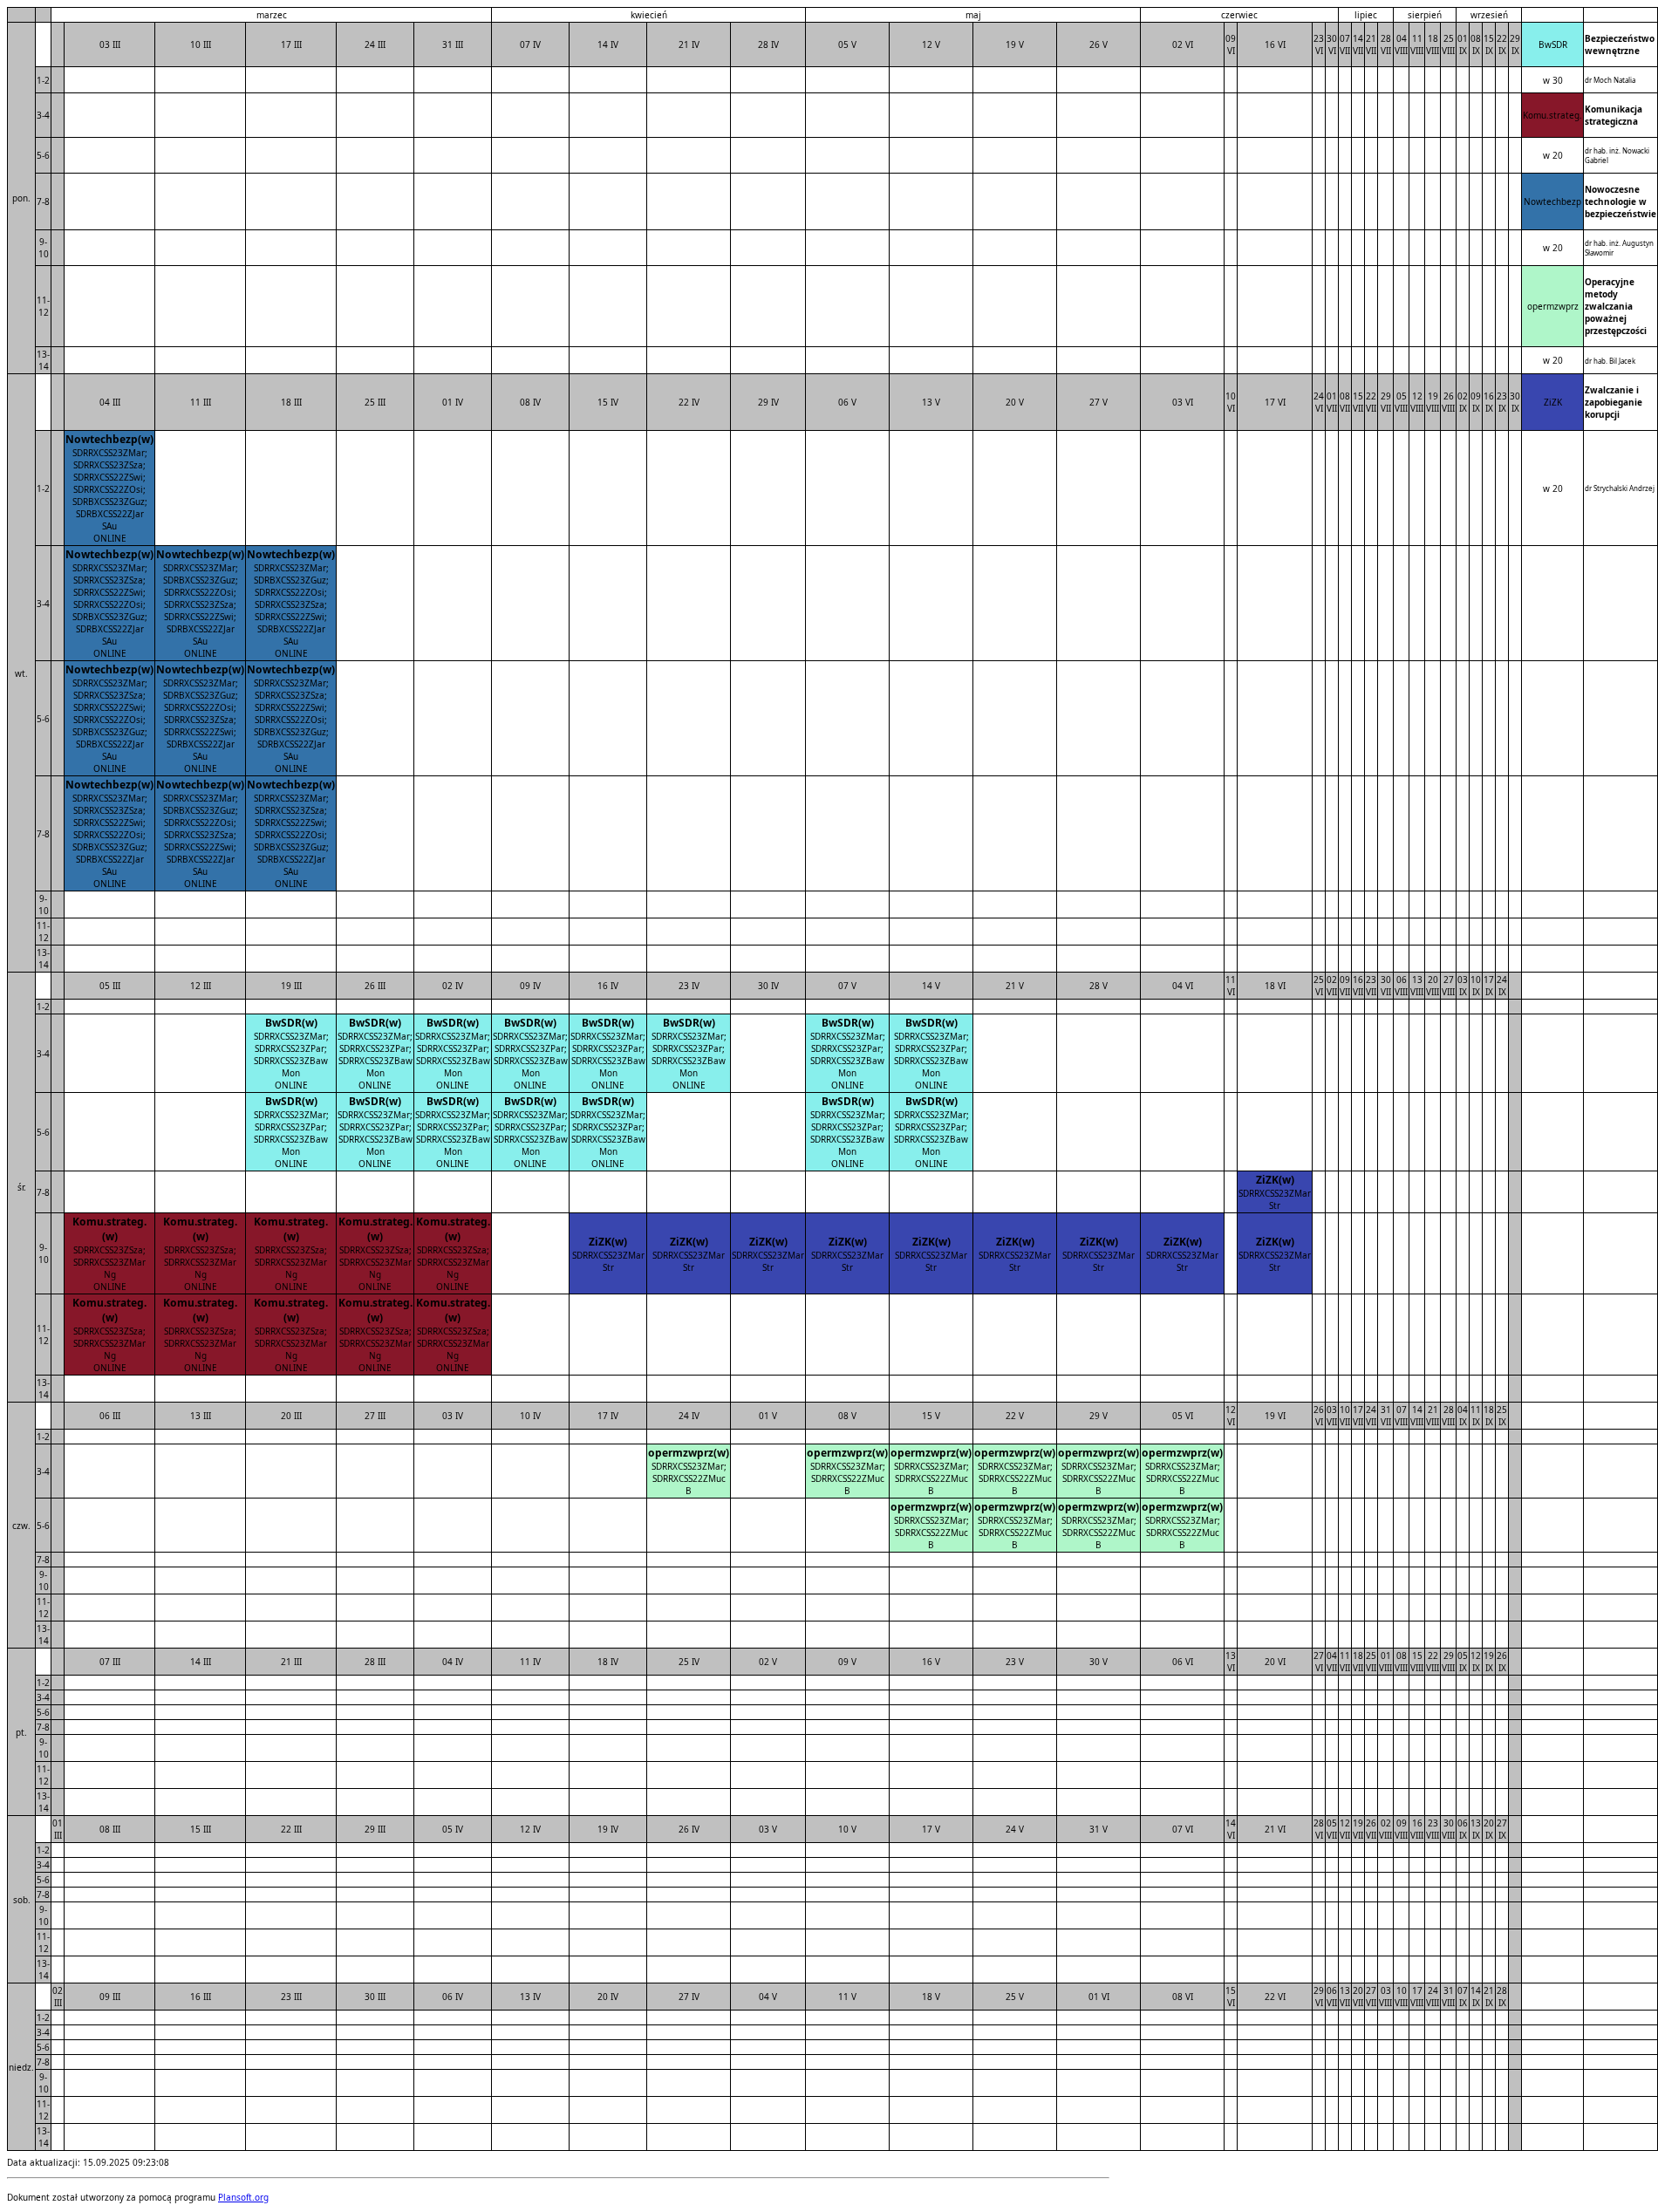 marzec kwiecień maj czerwiec lipiec sierpień wrzesień
pon. 03 III 10 III 17 III 24 III 31 III 07 IV 14 IV 21 IV 28 IV 05 V 12 V 19 V 26 V 02 VI 09 VI 16 VI 23 VI 30 VI 07 VII 14 VII 21 VII 28 VII 04 VIII 11 VIII 18 VIII 25 VIII 01 IX 08 IX 15 IX 22 IX 29 IX BwSDR Bezpieczeństwo wewnętrzne
1-2 w 30 dr Moch Natalia
3-4 Komu.strateg. Komunikacja strategiczna
5-6 w 20 dr hab. inż. Nowacki Gabriel
7-8 Nowtechbezp Nowoczesne technologie w bezpieczeństwie
9-10 w 20 dr hab. inż. Augustyn Sławomir
11-12 opermzwprz Operacyjne metody zwalczania poważnej przestępczości
13-14 w 20 dr hab. Bil Jacek
wt. 04 III 11 III 18 III 25 III 01 IV 08 IV 15 IV 22 IV 29 IV 06 V 13 V 20 V 27 V 03 VI 10 VI 17 VI 24 VI 01 VII 08 VII 15 VII 22 VII 29 VII 05 VIII 12 VIII 19 VIII 26 VIII 02 IX 09 IX 16 IX 23 IX 30 IX ZiZK Zwalczanie i zapobieganie korupcji
1-2 w 20 dr Strychalski Andrzej
Nowtechbezp(w)
SDRRXCSS23ZMar;
SDRRXCSS23ZSza;
SDRRXCSS22ZSwi;
SDRRXCSS22ZOsi;
SDRBXCSS23ZGuz;
SDRBXCSS22ZJar
SAu
ONLINE
3-4
Nowtechbezp(w) Nowtechbezp(w) Nowtechbezp(w)
SDRRXCSS23ZMar; SDRRXCSS23ZMar; SDRRXCSS23ZMar;
SDRRXCSS23ZSza; SDRBXCSS23ZGuz; SDRBXCSS23ZGuz;
SDRRXCSS22ZSwi; SDRRXCSS22ZOsi; SDRRXCSS22ZOsi;
SDRRXCSS22ZOsi; SDRRXCSS23ZSza; SDRRXCSS23ZSza;
SDRBXCSS23ZGuz; SDRRXCSS22ZSwi; SDRRXCSS22ZSwi;
SDRBXCSS22ZJar SDRBXCSS22ZJar SDRBXCSS22ZJar
SAu SAu SAu
ONLINE ONLINE ONLINE
5-6
Nowtechbezp(w) Nowtechbezp(w) Nowtechbezp(w)
SDRRXCSS23ZMar; SDRRXCSS23ZMar; SDRRXCSS23ZMar;
SDRRXCSS23ZSza; SDRBXCSS23ZGuz; SDRRXCSS23ZSza;
SDRRXCSS22ZSwi; SDRRXCSS22ZOsi; SDRRXCSS22ZSwi;
SDRRXCSS22ZOsi; SDRRXCSS23ZSza; SDRRXCSS22ZOsi;
SDRBXCSS23ZGuz; SDRRXCSS22ZSwi; SDRBXCSS23ZGuz;
SDRBXCSS22ZJar SDRBXCSS22ZJar SDRBXCSS22ZJar
SAu SAu SAu
ONLINE ONLINE ONLINE
7-8
Nowtechbezp(w) Nowtechbezp(w) Nowtechbezp(w)
SDRRXCSS23ZMar; SDRRXCSS23ZMar; SDRRXCSS23ZMar;
SDRRXCSS23ZSza; SDRBXCSS23ZGuz; SDRRXCSS23ZSza;
SDRRXCSS22ZSwi; SDRRXCSS22ZOsi; SDRRXCSS22ZSwi;
SDRRXCSS22ZOsi; SDRRXCSS23ZSza; SDRRXCSS22ZOsi;
SDRBXCSS23ZGuz; SDRRXCSS22ZSwi; SDRBXCSS23ZGuz;
SDRBXCSS22ZJar SDRBXCSS22ZJar SDRBXCSS22ZJar
SAu SAu SAu
ONLINE ONLINE ONLINE
9-10
11-12
13-14
śr. 05 III 12 III 19 III 26 III 02 IV 09 IV 16 IV 23 IV 30 IV 07 V 14 V 21 V 28 V 04 VI 11 VI 18 VI 25 VI 02 VII 09 VII 16 VII 23 VII 30 VII 06 VIII 13 VIII 20 VIII 27 VIII 03 IX 10 IX 17 IX 24 IX
1-2
3-4
BwSDR(w) BwSDR(w) BwSDR(w) BwSDR(w) BwSDR(w) BwSDR(w) BwSDR(w) BwSDR(w)
SDRRXCSS23ZMar; SDRRXCSS23ZMar; SDRRXCSS23ZMar; SDRRXCSS23ZMar; SDRRXCSS23ZMar; SDRRXCSS23ZMar; SDRRXCSS23ZMar; SDRRXCSS23ZMar;
SDRRXCSS23ZPar; SDRRXCSS23ZPar; SDRRXCSS23ZPar; SDRRXCSS23ZPar; SDRRXCSS23ZPar; SDRRXCSS23ZPar; SDRRXCSS23ZPar; SDRRXCSS23ZPar;
SDRRXCSS23ZBaw SDRRXCSS23ZBaw SDRRXCSS23ZBaw SDRRXCSS23ZBaw SDRRXCSS23ZBaw SDRRXCSS23ZBaw SDRRXCSS23ZBaw SDRRXCSS23ZBaw
Mon Mon Mon Mon Mon Mon Mon Mon
ONLINE ONLINE ONLINE ONLINE ONLINE ONLINE ONLINE ONLINE
5-6
BwSDR(w) BwSDR(w) BwSDR(w) BwSDR(w) BwSDR(w) BwSDR(w) BwSDR(w)
SDRRXCSS23ZMar; SDRRXCSS23ZMar; SDRRXCSS23ZMar; SDRRXCSS23ZMar; SDRRXCSS23ZMar; SDRRXCSS23ZMar; SDRRXCSS23ZMar;
SDRRXCSS23ZPar; SDRRXCSS23ZPar; SDRRXCSS23ZPar; SDRRXCSS23ZPar; SDRRXCSS23ZPar; SDRRXCSS23ZPar; SDRRXCSS23ZPar;
SDRRXCSS23ZBaw SDRRXCSS23ZBaw SDRRXCSS23ZBaw SDRRXCSS23ZBaw SDRRXCSS23ZBaw SDRRXCSS23ZBaw SDRRXCSS23ZBaw
Mon Mon Mon Mon Mon Mon Mon
ONLINE ONLINE ONLINE ONLINE ONLINE ONLINE ONLINE
7-8
ZiZK(w)
SDRRXCSS23ZMar
Str
9-10
Komu.strateg. Komu.strateg. Komu.strateg. Komu.strateg. Komu.strateg.
(w) (w) (w) (w) (w) ZiZK(w) ZiZK(w) ZiZK(w) ZiZK(w) ZiZK(w) ZiZK(w) ZiZK(w) ZiZK(w) ZiZK(w)
SDRRXCSS23ZSza; SDRRXCSS23ZSza; SDRRXCSS23ZSza; SDRRXCSS23ZSza; SDRRXCSS23ZSza; SDRRXCSS23ZMar SDRRXCSS23ZMar SDRRXCSS23ZMar SDRRXCSS23ZMar SDRRXCSS23ZMar SDRRXCSS23ZMar SDRRXCSS23ZMar SDRRXCSS23ZMar SDRRXCSS23ZMar
SDRRXCSS23ZMar SDRRXCSS23ZMar SDRRXCSS23ZMar SDRRXCSS23ZMar SDRRXCSS23ZMar Str Str Str Str Str Str Str Str Str
Ng Ng Ng Ng Ng
ONLINE ONLINE ONLINE ONLINE ONLINE
11-12
Komu.strateg. Komu.strateg. Komu.strateg. Komu.strateg. Komu.strateg.
(w) (w) (w) (w) (w)
SDRRXCSS23ZSza; SDRRXCSS23ZSza; SDRRXCSS23ZSza; SDRRXCSS23ZSza; SDRRXCSS23ZSza;
SDRRXCSS23ZMar SDRRXCSS23ZMar SDRRXCSS23ZMar SDRRXCSS23ZMar SDRRXCSS23ZMar
Ng Ng Ng Ng Ng
ONLINE ONLINE ONLINE ONLINE ONLINE
13-14
czw. 06 III 13 III 20 III 27 III 03 IV 10 IV 17 IV 24 IV 01 V 08 V 15 V 22 V 29 V 05 VI 12 VI 19 VI 26 VI 03 VII 10 VII 17 VII 24 VII 31 VII 07 VIII 14 VIII 21 VIII 28 VIII 04 IX 11 IX 18 IX 25 IX
1-2
3-4
opermzwprz(w) opermzwprz(w) opermzwprz(w) opermzwprz(w) opermzwprz(w) opermzwprz(w)
SDRRXCSS23ZMar; SDRRXCSS23ZMar; SDRRXCSS23ZMar; SDRRXCSS23ZMar; SDRRXCSS23ZMar; SDRRXCSS23ZMar;
SDRRXCSS22ZMuc SDRRXCSS22ZMuc SDRRXCSS22ZMuc SDRRXCSS22ZMuc SDRRXCSS22ZMuc SDRRXCSS22ZMuc
B B B B B B
5-6
opermzwprz(w) opermzwprz(w) opermzwprz(w) opermzwprz(w)
SDRRXCSS23ZMar; SDRRXCSS23ZMar; SDRRXCSS23ZMar; SDRRXCSS23ZMar;
SDRRXCSS22ZMuc SDRRXCSS22ZMuc SDRRXCSS22ZMuc SDRRXCSS22ZMuc
B B B B
7-8
9-10
11-12
13-14
pt. 07 III 14 III 21 III 28 III 04 IV 11 IV 18 IV 25 IV 02 V 09 V 16 V 23 V 30 V 06 VI 13 VI 20 VI 27 VI 04 VII 11 VII 18 VII 25 VII 01 VIII 08 VIII 15 VIII 22 VIII 29 VIII 05 IX 12 IX 19 IX 26 IX
1-2
3-4
5-6
7-8
9-10
11-12
13-14
sob. 01 III 08 III 15 III 22 III 29 III 05 IV 12 IV 19 IV 26 IV 03 V 10 V 17 V 24 V 31 V 07 VI 14 VI 21 VI 28 VI 05 VII 12 VII 19 VII 26 VII 02 VIII 09 VIII 16 VIII 23 VIII 30 VIII 06 IX 13 IX 20 IX 27 IX
1-2
3-4
5-6
7-8
9-10
11-12
13-14
niedz. 02 III 09 III 16 III 23 III 30 III 06 IV 13 IV 20 IV 27 IV 04 V 11 V 18 V 25 V 01 VI 08 VI 15 VI 22 VI 29 VI 06 VII 13 VII 20 VII 27 VII 03 VIII 10 VIII 17 VIII 24 VIII 31 VIII 07 IX 14 IX 21 IX 28 IX
1-2
3-4
5-6
7-8
9-10
11-12
13-14
Data aktualizacji: 15.09.2025 09:23:08
Dokument został utworzony za pomocą programu Plansoft.org